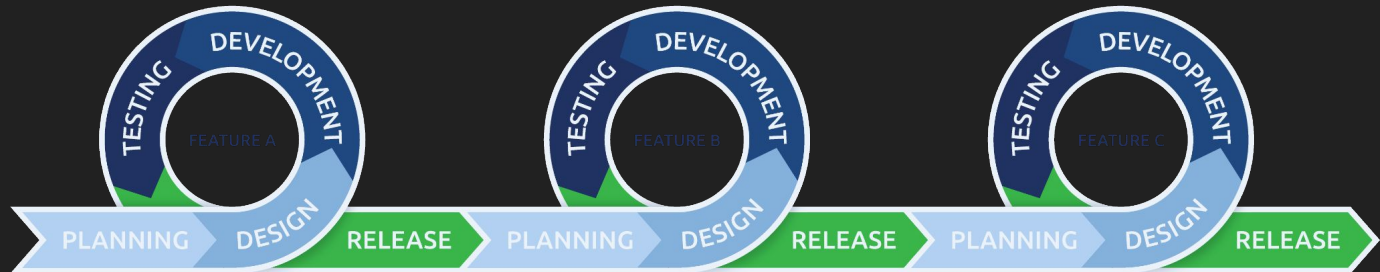 DEVELOPMENT
TESTING
FEATURE A
PLANNING
DESIGN
RELEASE
DEVELOPMENT
TESTING
FEATURE B
PLANNING
DESIGN
RELEASE
DEVELOPMENT
TESTING
FEATURE C
PLANNING
DESIGN
RELEASE